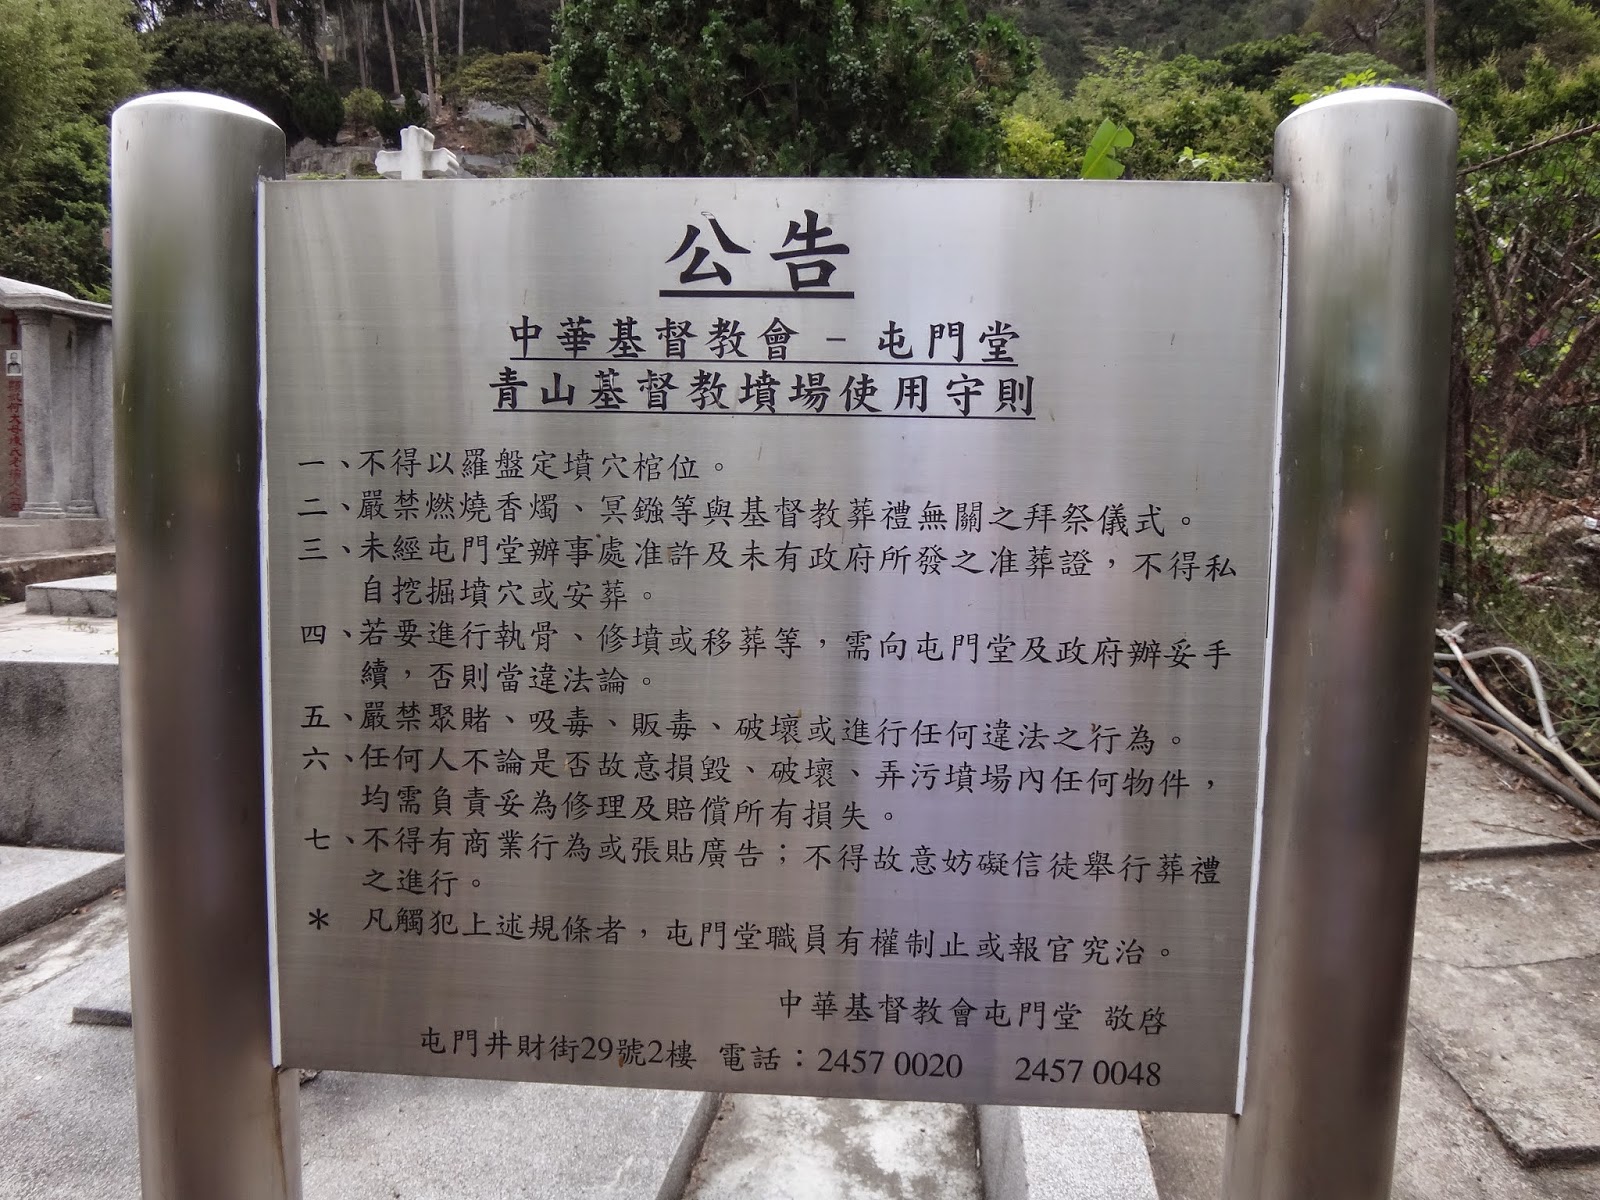 公告
中華基督教會 - 屯門堂
青山基督教墳場使用守則
一、不得以羅盤定墳穴棺位。
二、嚴禁燃燒香燭、冥鏹等與基督教葬禮無關之拜祭儀式。
三、未經屯門堂辦事處准許及未有政府所發之准葬證，不得私
自挖掘墳穴或安葬。
四、若要進行執骨、修墳或移葬等，需向屯門堂及政府辦妥手
續，否則當違法論。
五、嚴禁聚賭、吸毒、販毒、破壞或進行任何違法之行為。
六、任何人不論是否故意損毀、破壞、弄污墳場內任何物件，
均需負責妥為修理及賠償所有損失。
七、不得有商業行為或張貼廣告；不得故意妨礙信徒舉行葬禮
之進行。
＊ 凡觸犯上述規條者，屯門堂職員有權制止或報官究治。
中華基督教會屯門堂 敬啓
屯門井財街29號2樓 電話：2457 0020 2457 0048